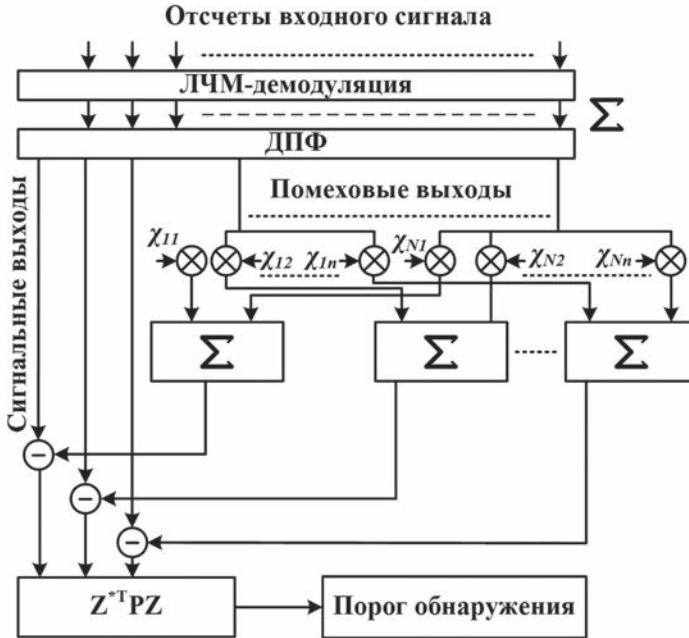 Отсчеты входного сигнала
ЛЧМ-демодуляция
Σ
ДПФ
Сигнальные выходы
Помеховые выходы
χ11
χ12
χ1n
χN1
χN2
χNn
Σ
Σ
Σ
−
−
−
Z*TPZ
Порог обнаружения